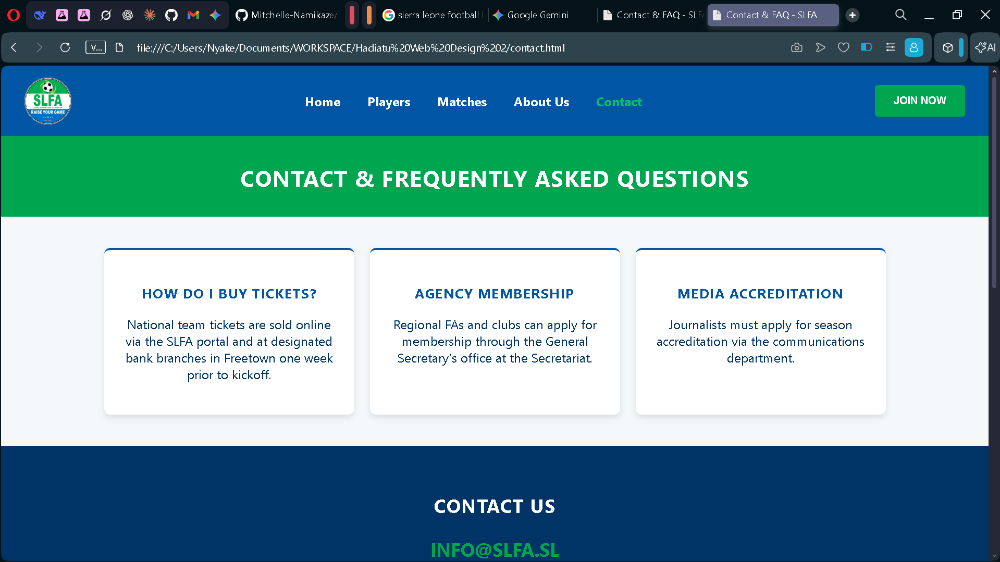 Mitchelle-Namikaze/
sierra leone football
Google Gemini
Contact & FAQ - SLFA
Contact & FAQ - SLFA
v...
file:///C:/Users/Nyake/Documents/WORKSPACE/Hadiatu%20Web%20Design%202/contact.html
AI
SLFA
RAISE YOUR GAME
Home
Players
Matches
About Us
Contact
JOIN NOW
CONTACT & FREQUENTLY ASKED QUESTIONS
HOW DO I BUY TICKETS?
National team tickets are sold online
via the SLFA portal and at designated
bank branches in Freetown one week
prior to kickoff.
AGENCY MEMBERSHIP
Regional FAs and clubs can apply for
membership through the General
Secretary's office at the Secretariat.
MEDIA ACCREDITATION
Journalists must apply for season
accreditation via the communications
department.
CONTACT US
INFO@SLFA.SL